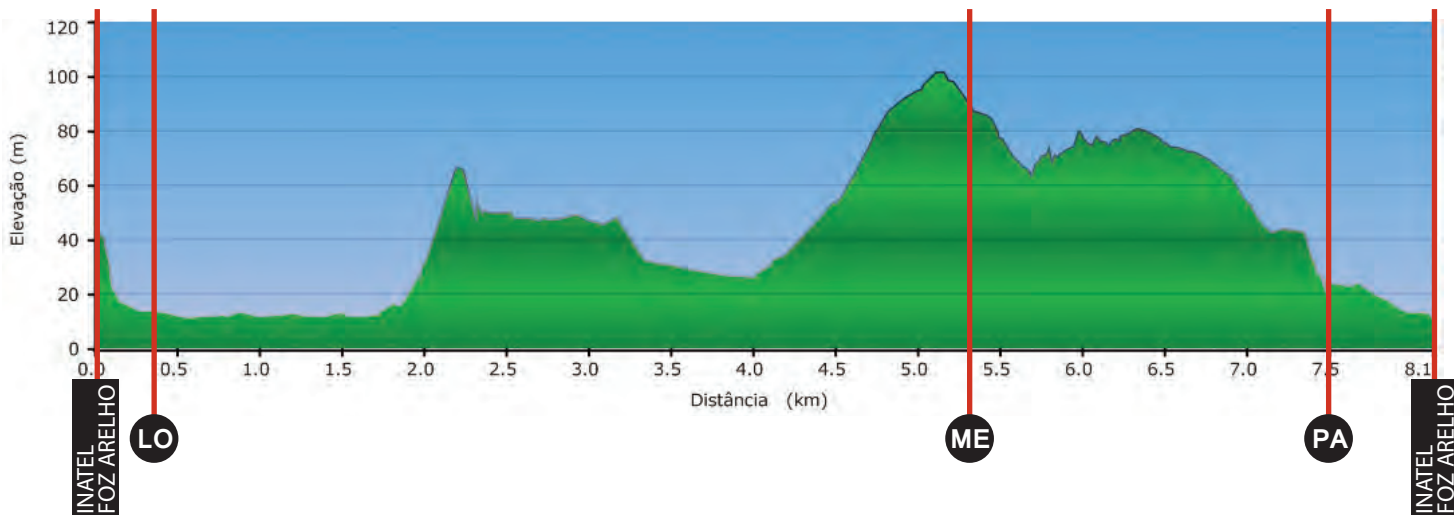 120
100
80
60
40
20
0
Elevação (m)
0.0 0.5 1.0 1.5 2.0 2.5 3.0 3.5 4.0 4.5 5.0 5.5 6.0 6.5 7.0 7.5 8.1
Distância (km)
INATEL
FOZ ARELHO
LO
ME
PA
INATEL
FOZ ARELHO